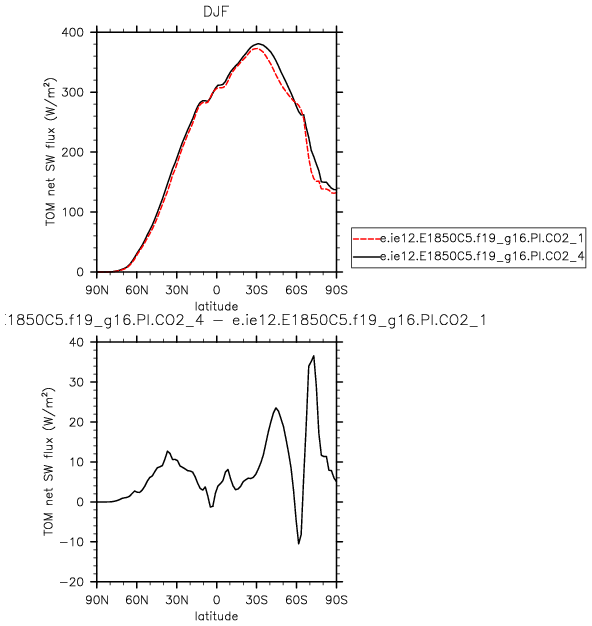 DJF
400
300
200
100
0
TOM net SW flux (W/m²)
90N 60N 30N 0 30S 60S 90S
latitude
e.ie12.E1850C5.f19_g16.PI.CO2_1
e.ie12.E1850C5.f19_g16.PI.CO2_4
:1850C5.f19_g16.PI.CO2_4 − e.ie12.E1850C5.f19_g16.PI.CO2_1
40
30
20
10
0
−10
−20
TOM net SW flux (W/m²)
90N 60N 30N 0 30S 60S 90S
latitude